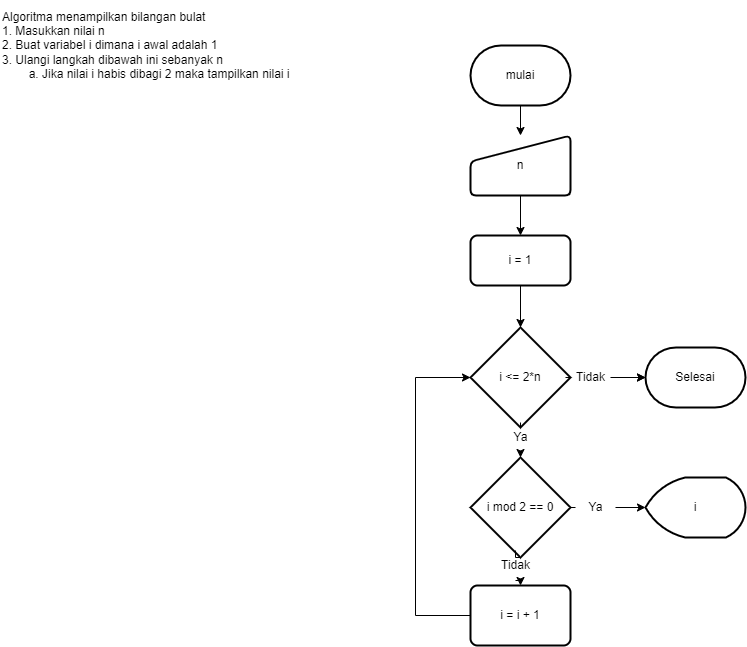 Algoritma menampilkan bilangan bulat
1. Masukkan nilai n
2. Buat variabel i dimana i awal adalah 1
3. Ulangi langkah dibawah ini sebanyak n
a. Jika nilai i habis dibagi 2 maka tampilkan nilai i
mulai
n
i = 1
i <= 2*n
Tidak
Selesai
Ya
i mod 2 == 0
Ya
i
Tidak
i = i + 1